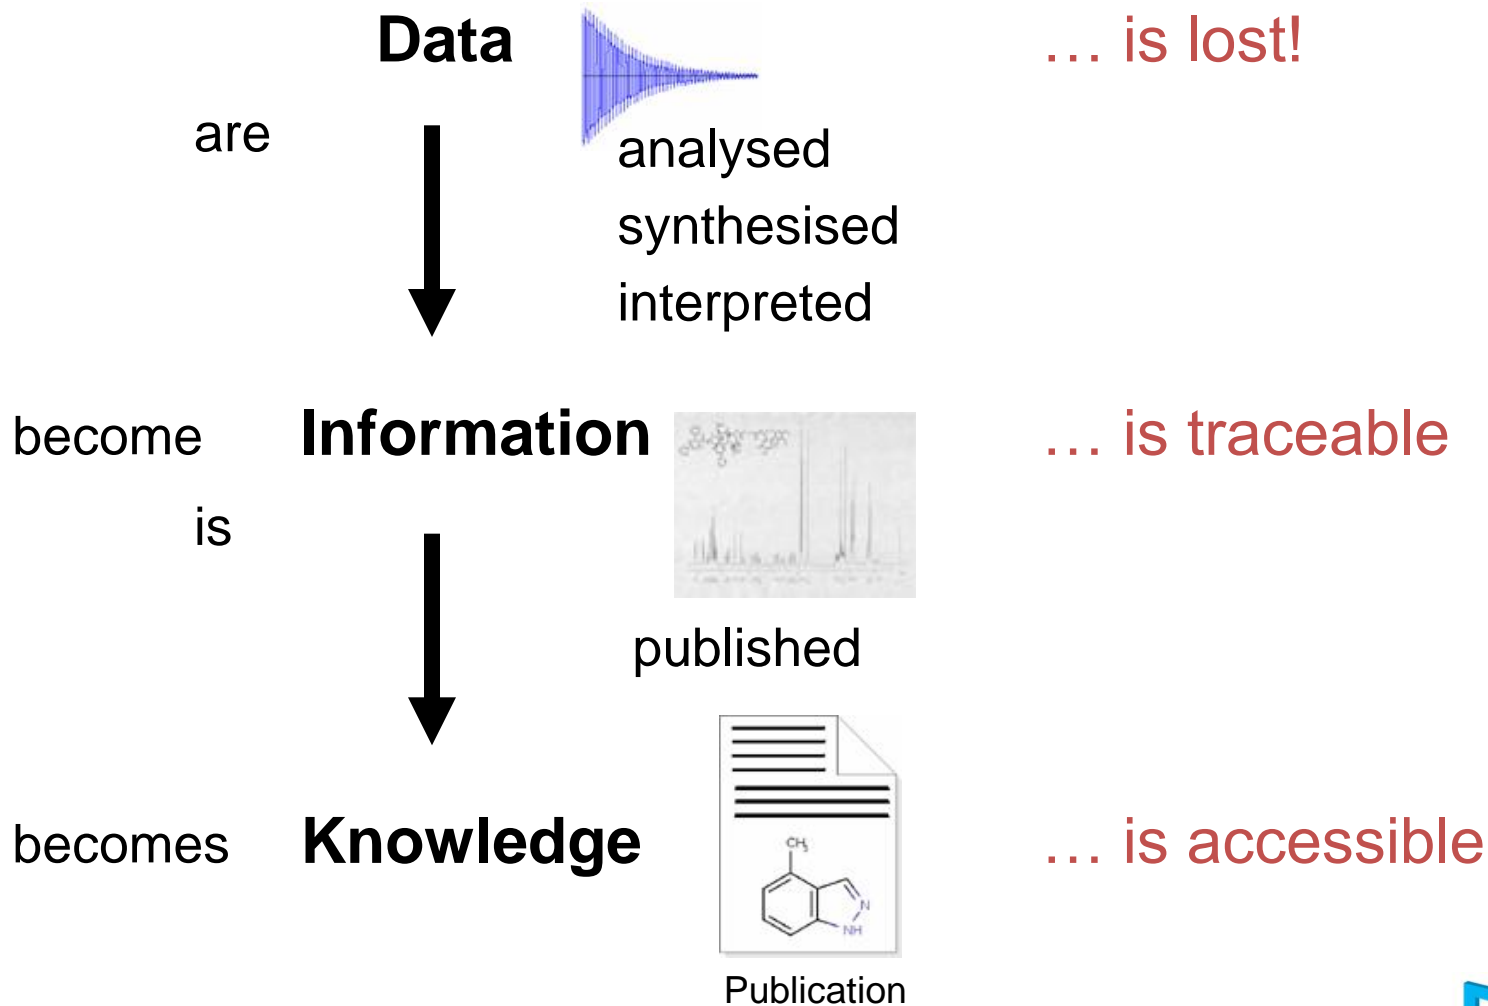 Data … is lost!
are
analysed
synthesised
interpreted
become Information … is traceable
is
published
becomes Knowledge … is accessible
CH3
N
NH
Publication